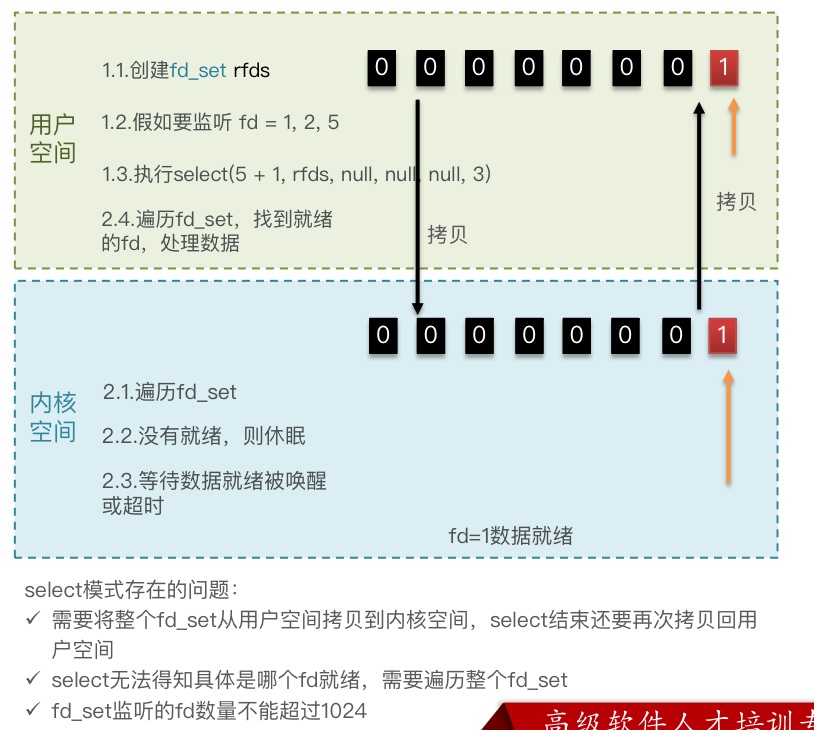 1.1.创建fd_set rfds
0 0 0 0 0 0 0 1
用户
空间
1.2.假如要监听 fd = 1, 2, 5
1.3.执行select(5 + 1, rfds, null, null, null, 3)
2.4.遍历fd_set，找到就绪
的fd，处理数据
拷贝
拷贝
0 0 0 0 0 0 0 1
内核
空间
2.1.遍历fd_set
2.2.没有就绪，则休眠
2.3.等待数据就绪被唤醒
或超时
fd=1数据就绪
select模式存在的问题：
✓ 需要将整个fd_set从用户空间拷贝到内核空间，select结束还要再次拷贝回用
户空间
✓ select无法得知具体是哪个fd就绪，需要遍历整个fd_set
✓ fd_set监听的fd数量不能超过1024
高级软件人才培训专